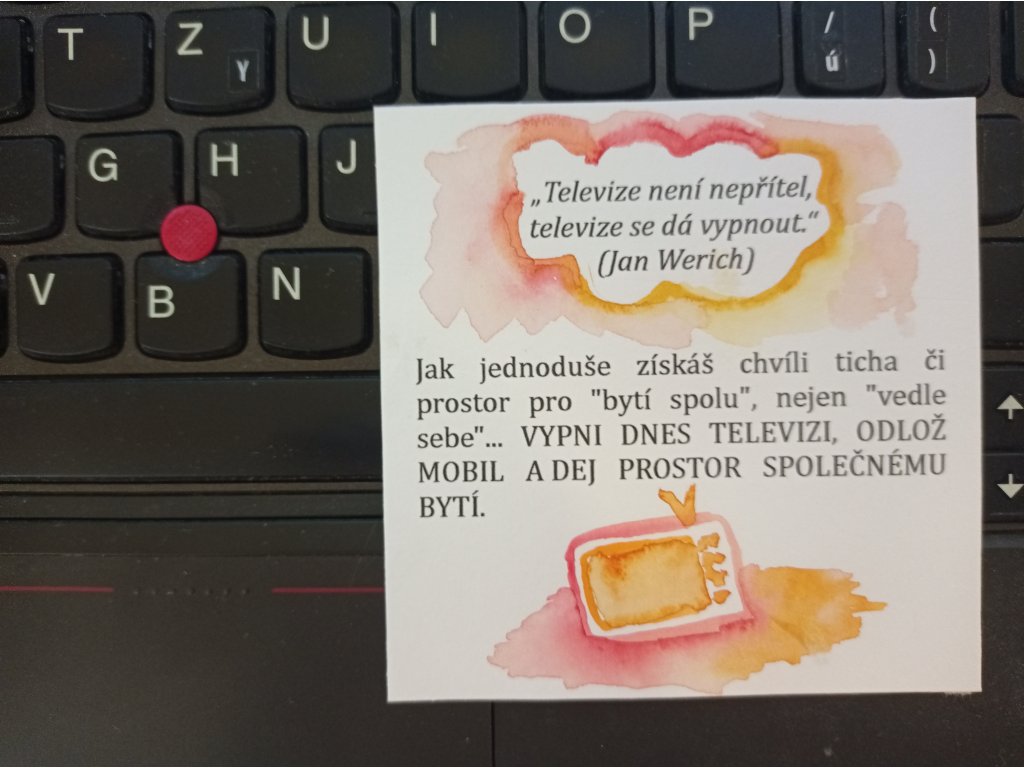 T Z U I O P / ( 
Y ú )
G H J
V B N
„Televize není nepřítel,
televize se dá vypnout.“
(Jan Werich)
Jak jednoduše získáš chvíli ticha či
prostor pro "bytí spolu", nejen "vedle
sebe"... VYPNI DNES TELEVIZI, ODLOŽ
MOBIL A DEJ PROSTOR SPOLEČNÉMU
BYTÍ.